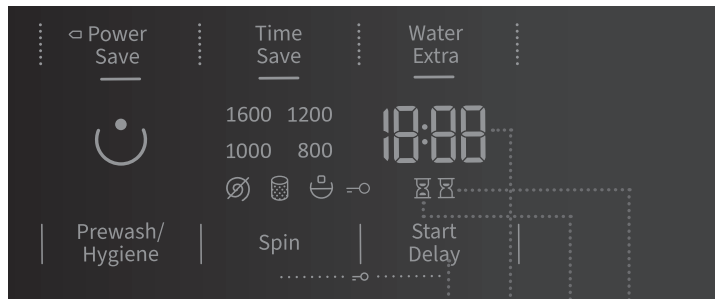 Power
Save
Time
Save
Water
Extra
1600 1200
1000 800
18:88
Prewash/
Hygiene
Spin
Start
Delay